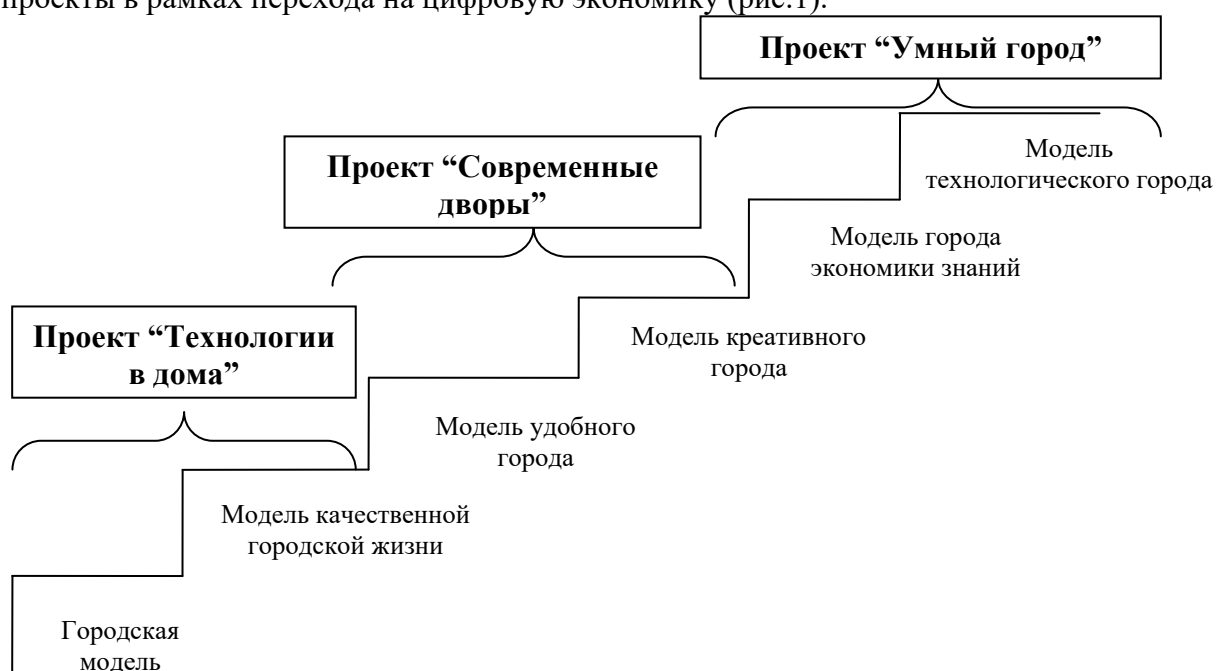 проекты в рамках перехода на цифровую экономику (рис.1).
Проект “Умный город”
Проект “Современные
дворы”
Модель
технологического города
Модель города
экономики знаний
Проект “Технологии
в дома”
Модель креативного
города
Модель удобного
города
Модель качественной
городской жизни
Городская
модель